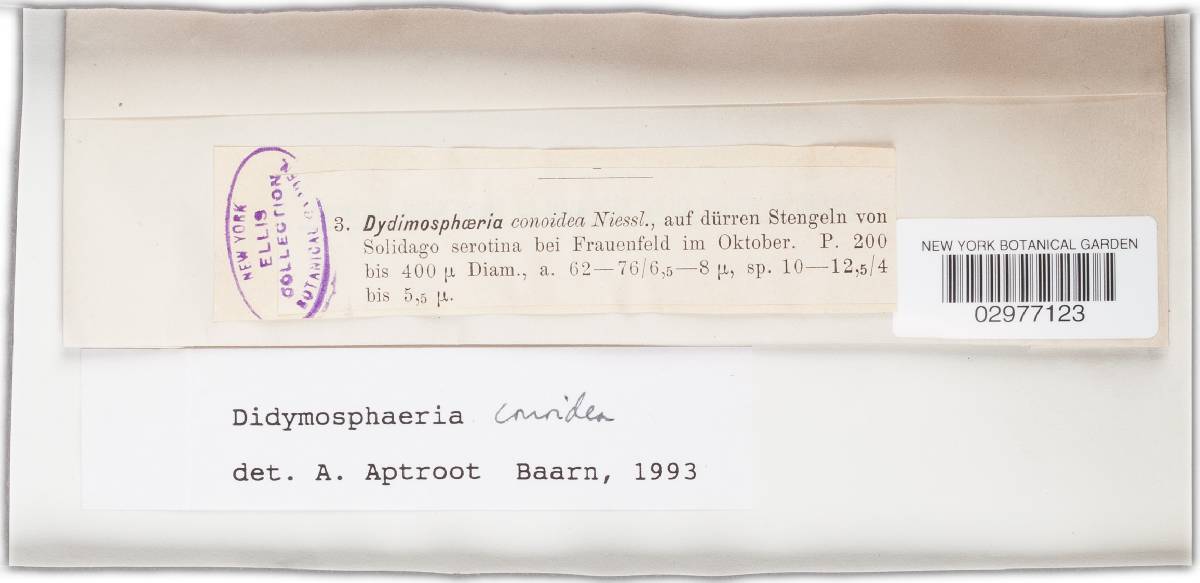 NEW YORK
ELLIS
COLLECTION
BOTANICAL
3. Dydimosphæria conoidea Niessl., auf dürren Stengeln von
Solidago serotina bei Frauenfeld im Oktober. P. 200
bis 400 µ Diam., a. 62—76/6,5—8 µ, sp. 10—12,5/4
bis 5,5 µ.
NEW YORK BOTANICAL GARDEN
02977123
Didymosphaeria conoidea
det. A. Aptroot Baarn, 1993